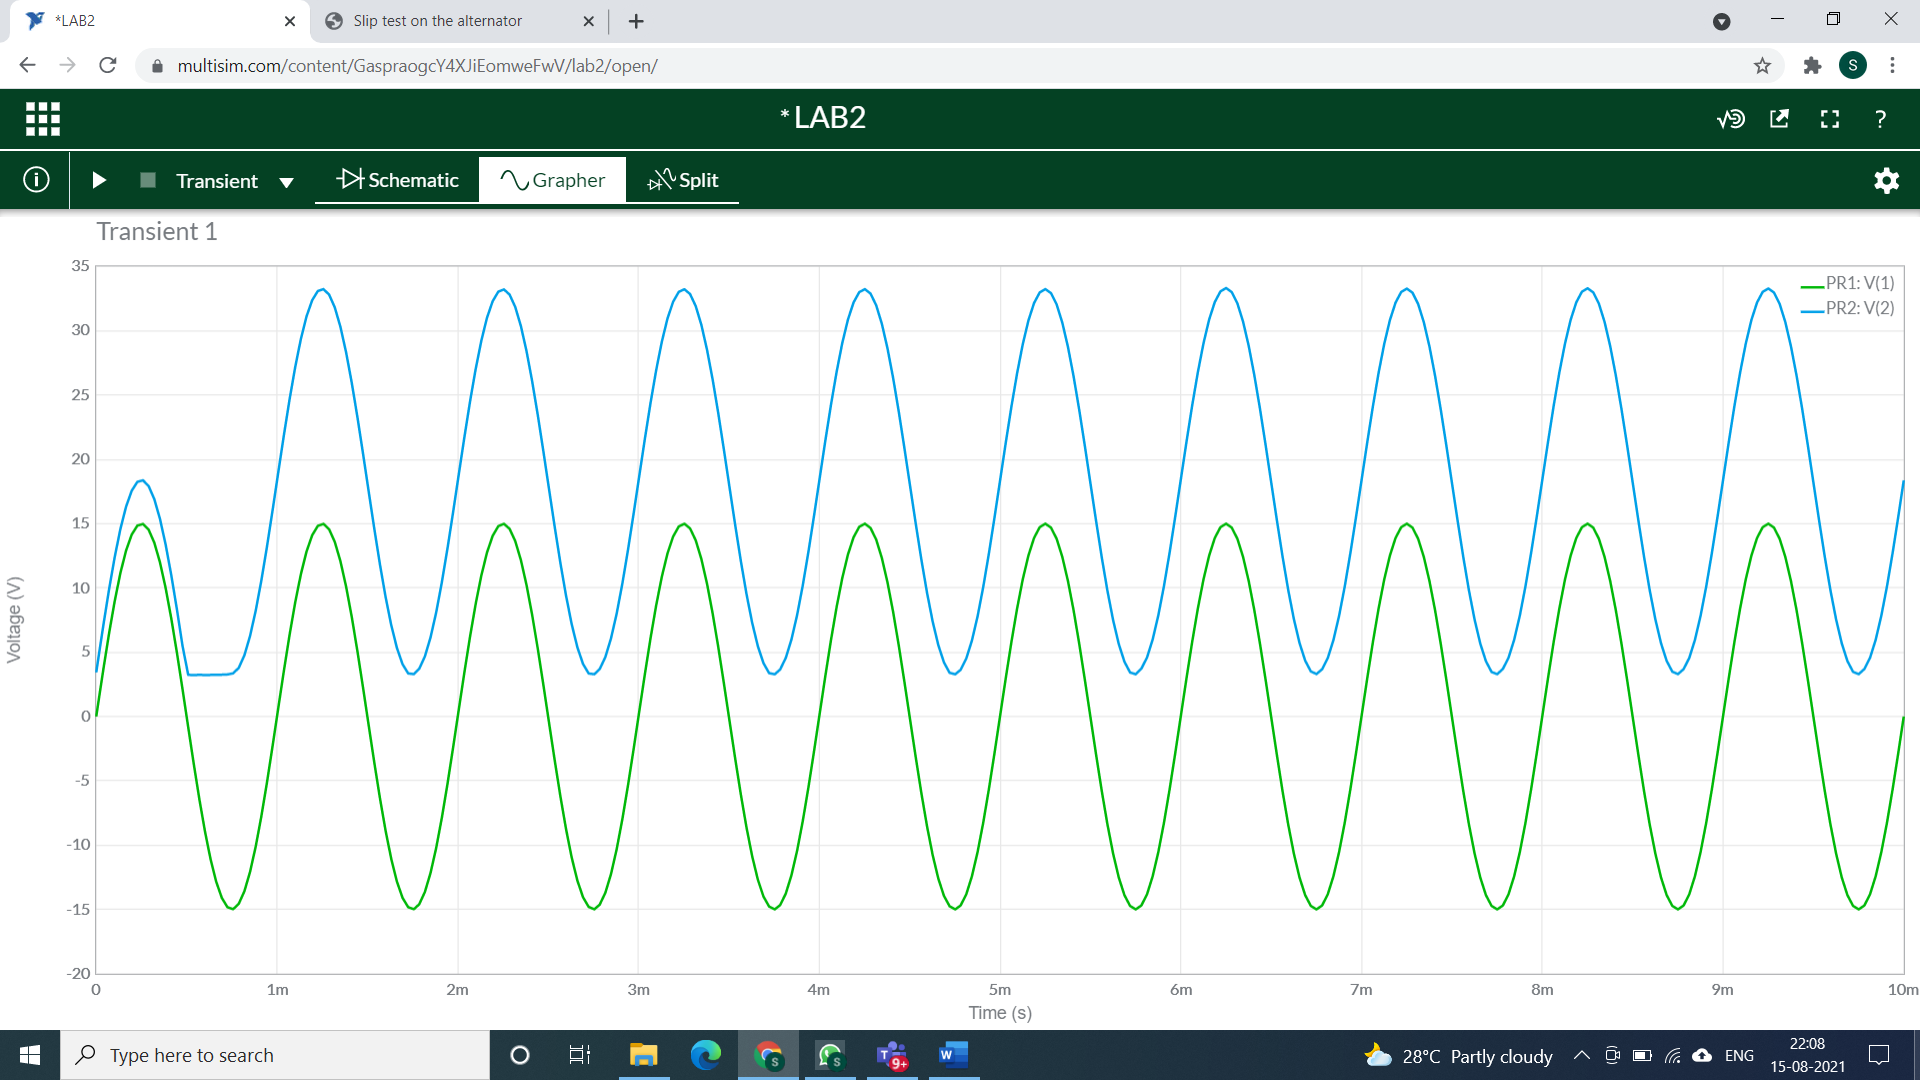 *LAB2
Slip test on the alternator
multisim.com/content/GaspraogcY4XJiEomweFwV/lab2/open/
S
*LAB2
?
Transient
Schematic
Grapher
Split
Transient 1
35
30
25
20
15
10
5
0
-5
-10
-15
-20
Voltage (V)
PR1: V(1)
PR2: V(2)
0
1m
2m
3m
4m
5m
6m
7m
8m
9m
10m
Time (s)
Type here to search
S
S
9+
W
28°C Partly cloudy
ENG
22:08
15-08-2021